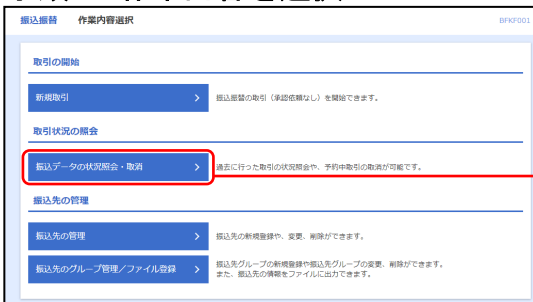 振込振替 作業内容選択
BFKF001
取引の開始
新規取引
振込振替の取引（承認依頼なし）を開始できます。
取引状況の照会
振込データの状況照会・取消
過去に行った取引の状況照会や、予約中取引の取消が可能です。
振込先の管理
振込先の管理
振込先の新規登録や、変更、削除ができます。
振込先のグループ管理／ファイル登録
振込先グループの新規登録や振込先グループの変更、削除ができます。
また、振込先の情報をファイルに出力できます。